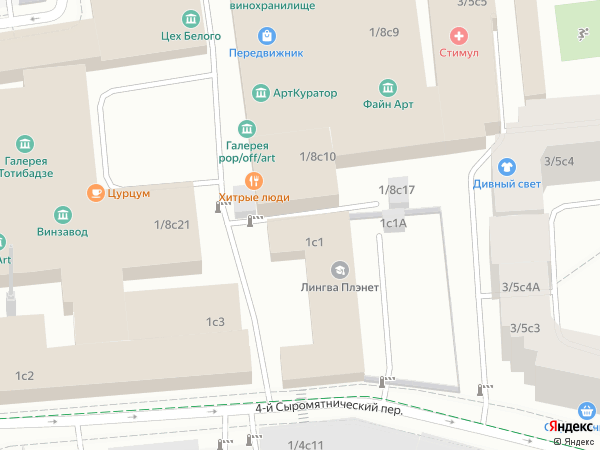 винохранилище
3/5с5
Цех Белого
1/8с9
Передвижник
Стимул
АртКуратор
Файн Арт
Галерея
pop/off/art
1/8с10
3/5с4
Галерея
Тотибадзе
Цурцум
Хитрые люди
1/8с17
Дивный свет
Винзавод
1/8с21
1с1А
1с1
Art
Лингва Плэнет
3/5с4А
1с3
3/5с3
1с2
4-й Сыромятнический пер.
Яндекс
1/4с11